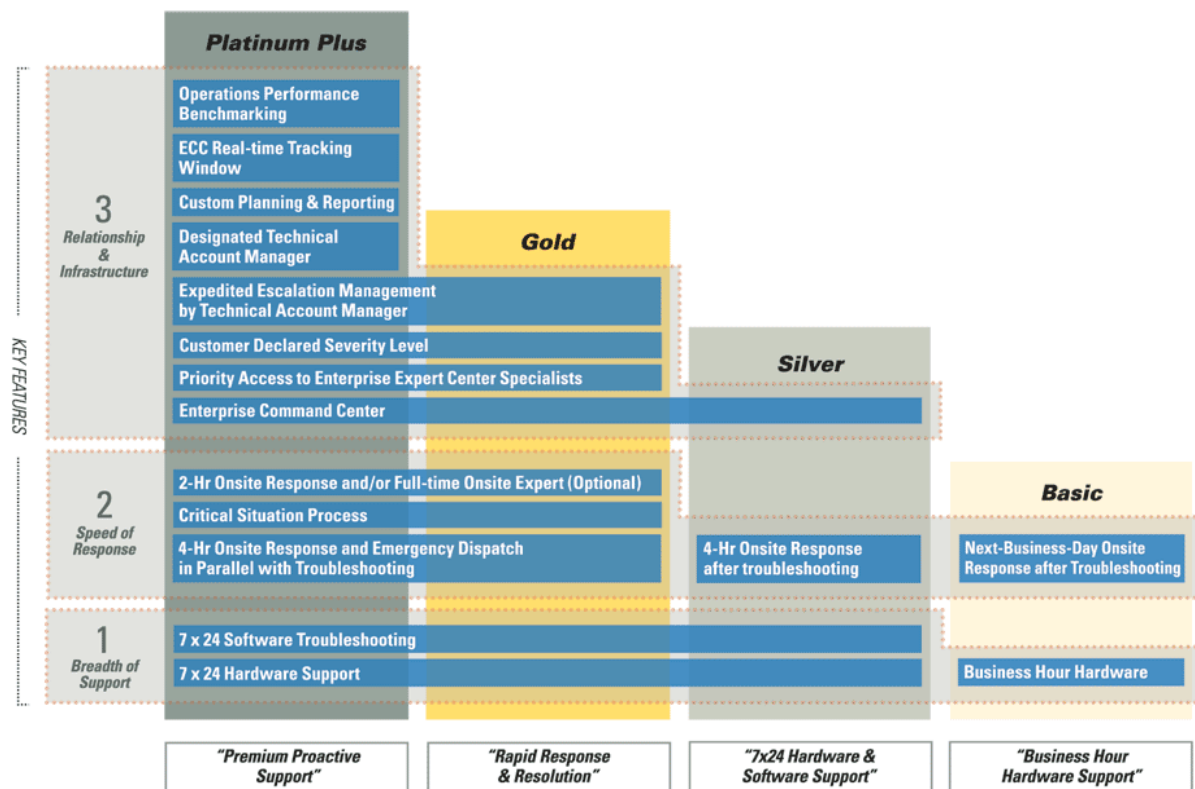 Platinum Plus
Operations Performance
Benchmarking
ECC Real-time Tracking
Window
Custom Planning & Reporting
3
Relationship
&
Infrastructure
Designated Technical
Account Manager
Gold
Expedited Escalation Management
by Technical Account Manager
Customer Declared Severity Level
Silver
Priority Access to Enterprise Expert Center Specialists
Enterprise Command Center
KEY FEATURES
2
Speed of
Response
2-Hr Onsite Response and/or Full-time Onsite Expert (Optional)
Critical Situation Process
4-Hr Onsite Response and Emergency Dispatch
in Parallel with Troubleshooting
4-Hr Onsite Response
after troubleshooting
Basic
Next-Business-Day Onsite
Response after Troubleshooting
1
Breadth of
Support
7 x 24 Software Troubleshooting
7 x 24 Hardware Support
Business Hour Hardware
“Premium Proactive
Support”
“Rapid Response
& Resolution”
“7x24 Hardware &
Software Support”
“Business Hour
Hardware Support”